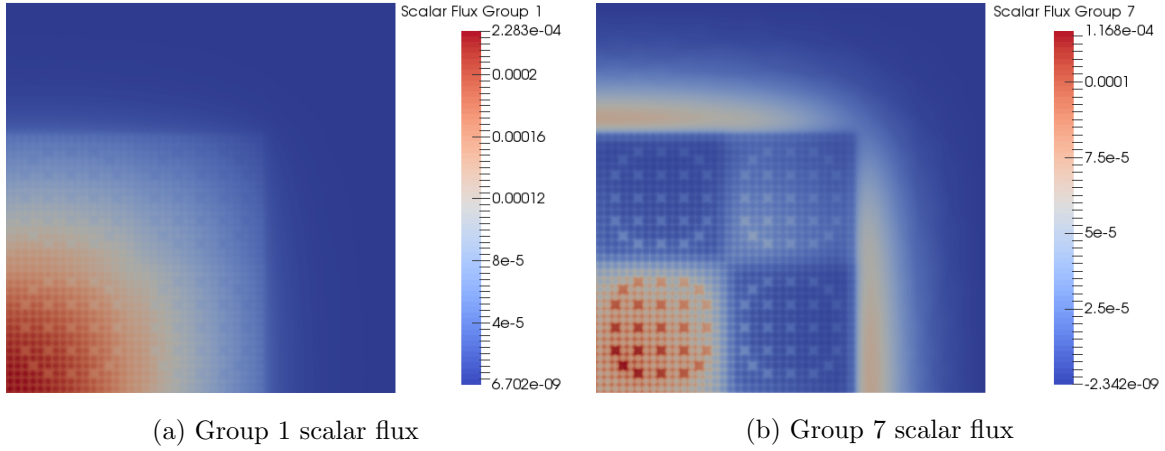 Scalar Flux Group 1
2.283e-04
0.0002
0.00016
0.00012
8e-5
4e-5
6.702e-09
Scalar Flux Group 7
1.168e-04
0.0001
7.5e-5
5e-5
2.5e-5
-2.342e-09
(a) Group 1 scalar flux
(b) Group 7 scalar flux